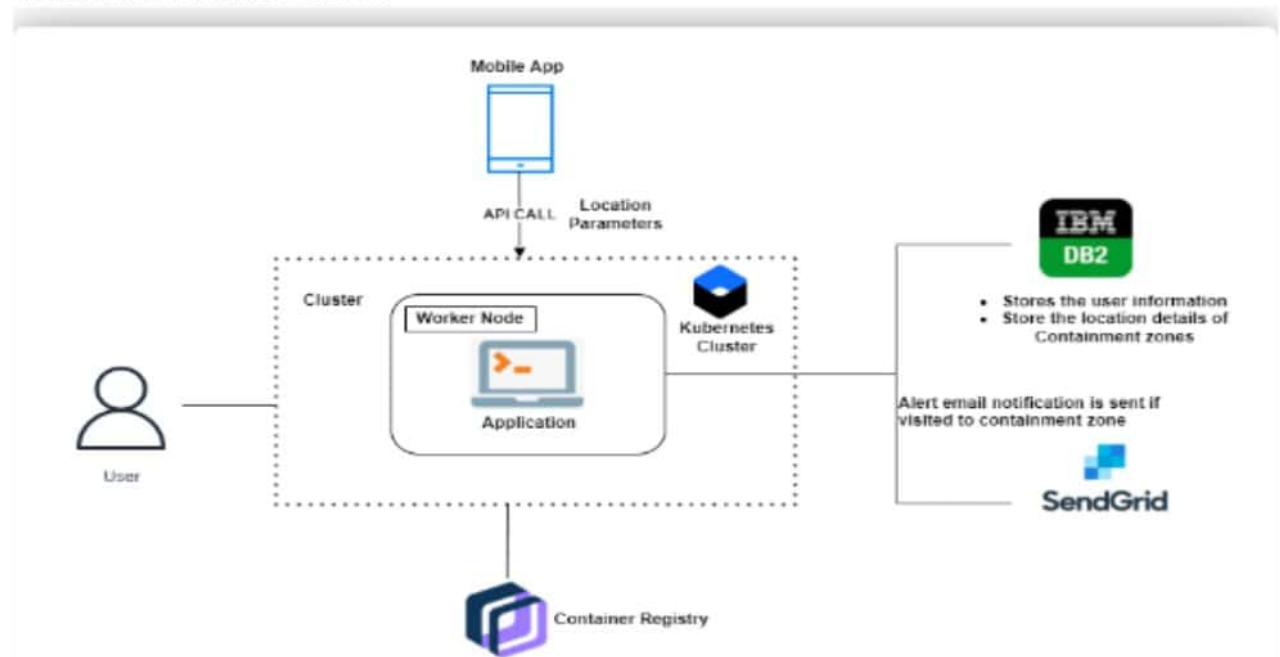 Mobile App
API CALL
Location
Parameters
IBM
DB2
Cluster
Worker Node
Kubernetes
Cluster
• Stores the user information
• Store the location details of
Containment zones
Application
Alert email notification is sent if
visited to containment zone
User
SendGrid
Container Registry